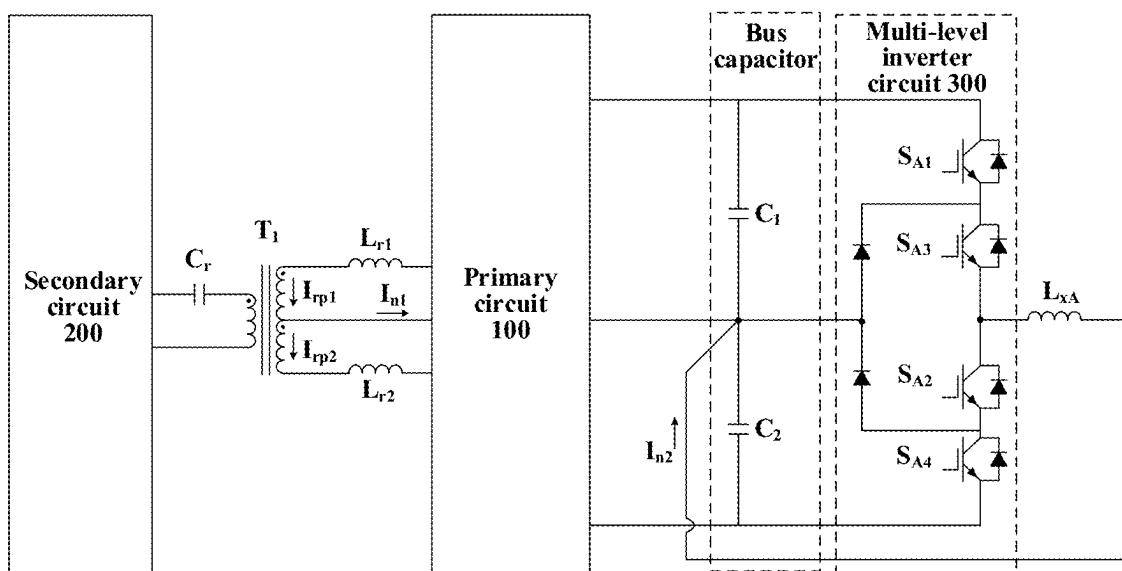 Bus
capacitor
Multi-level
inverter
circuit 300
Secondary
circuit
200
Cr
T1
Lr1
Irp1
In1
Irp2
Lr2
Primary
circuit
100
C1
C2
In2
SA1
SA3
SA2
SA4
LxA